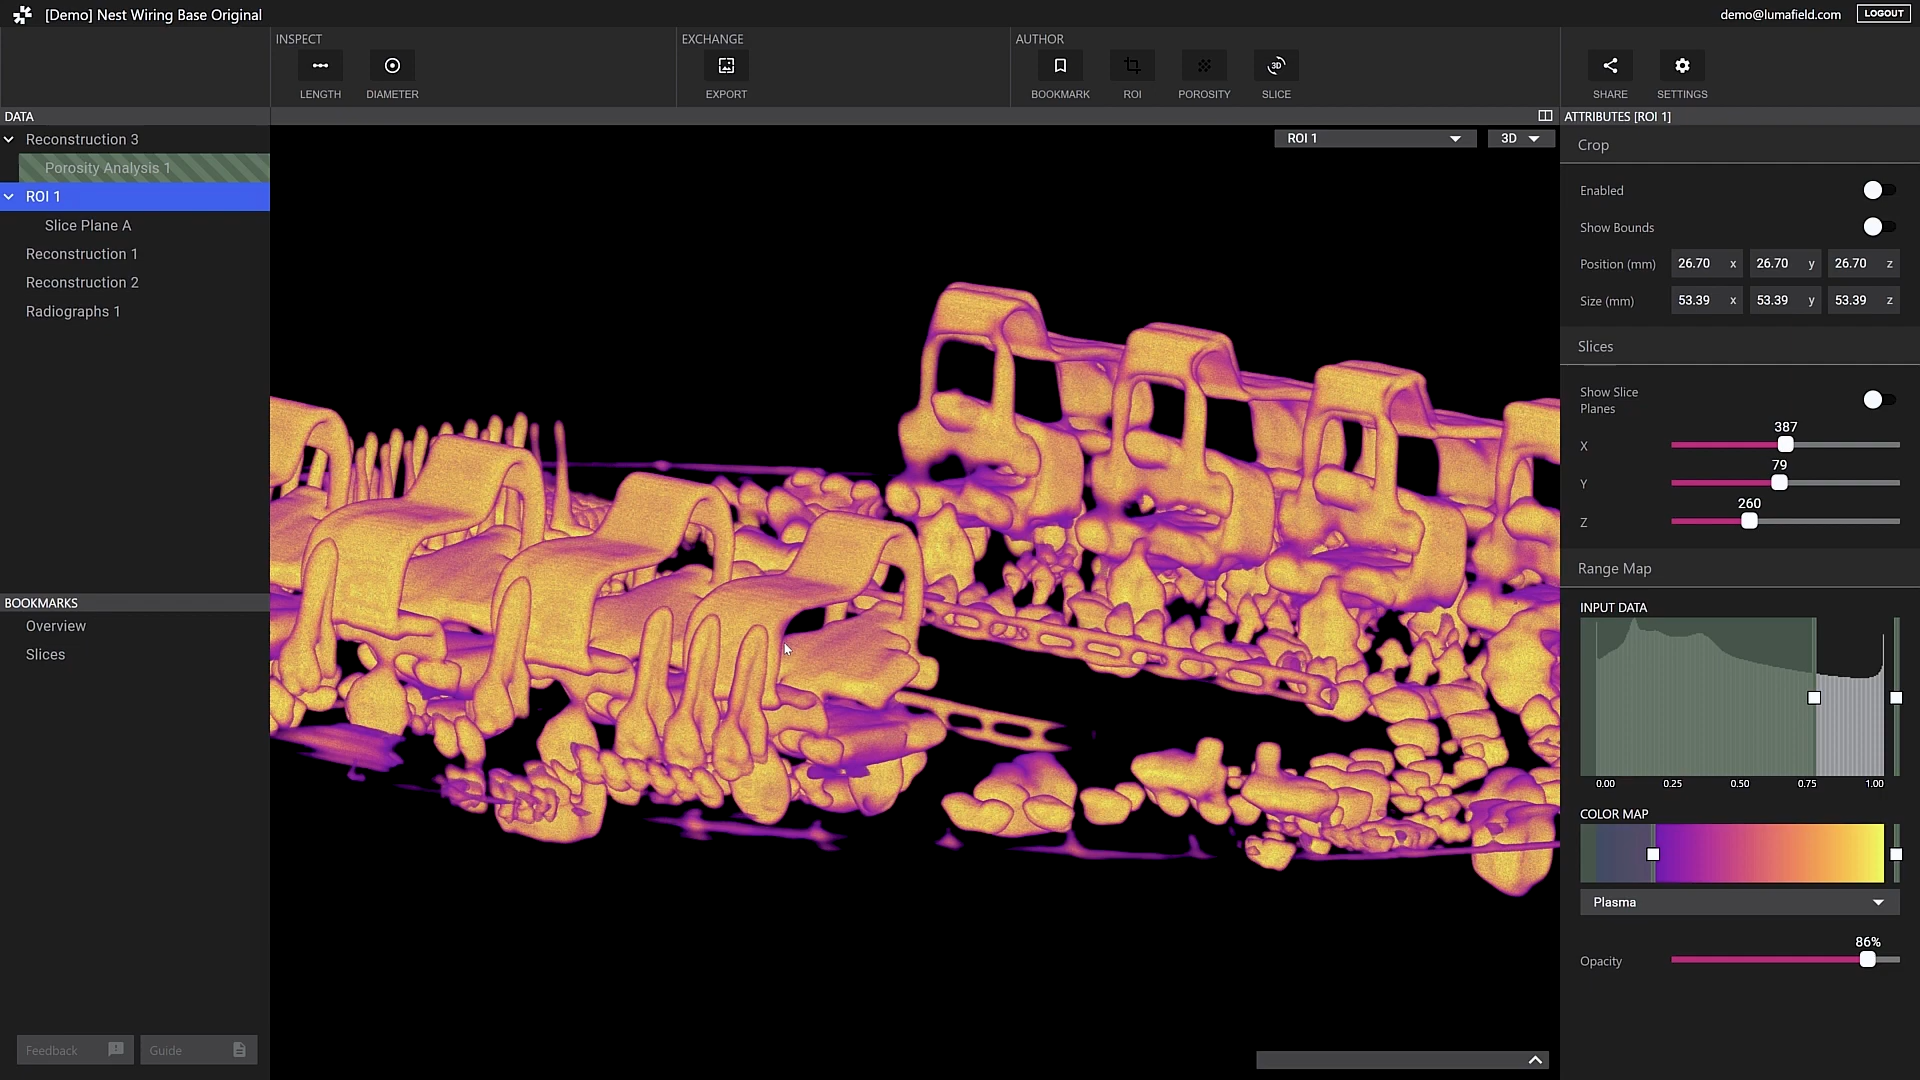 [Demo] Nest Wiring Base Original
demo@lumafield.com
LOGOUT
INSPECT
LENGTH
DIAMETER
EXCHANGE
EXPORT
AUTHOR
BOOKMARK
ROI
POROSITY
3D
SLICE
SHARE
SETTINGS
DATA
Reconstruction 3
Porosity Analysis 1
ROI 1
Slice Plane A
Reconstruction 1
Reconstruction 2
Radiographs 1
BOOKMARKS
Overview
Slices
Feedback
Guide
ROI 1
3D
ATTRIBUTES [ROI 1]
Crop
Enabled
Show Bounds
Position (mm) 26.70 x 26.70 y 26.70 z
Size (mm) 53.39 x 53.39 y 53.39 z
Slices
Show Slice
Planes
387
X
79
Y
260
Z
Range Map
INPUT DATA
0.00 0.25 0.50 0.75 1.00
COLOR MAP
Plasma
86%
Opacity